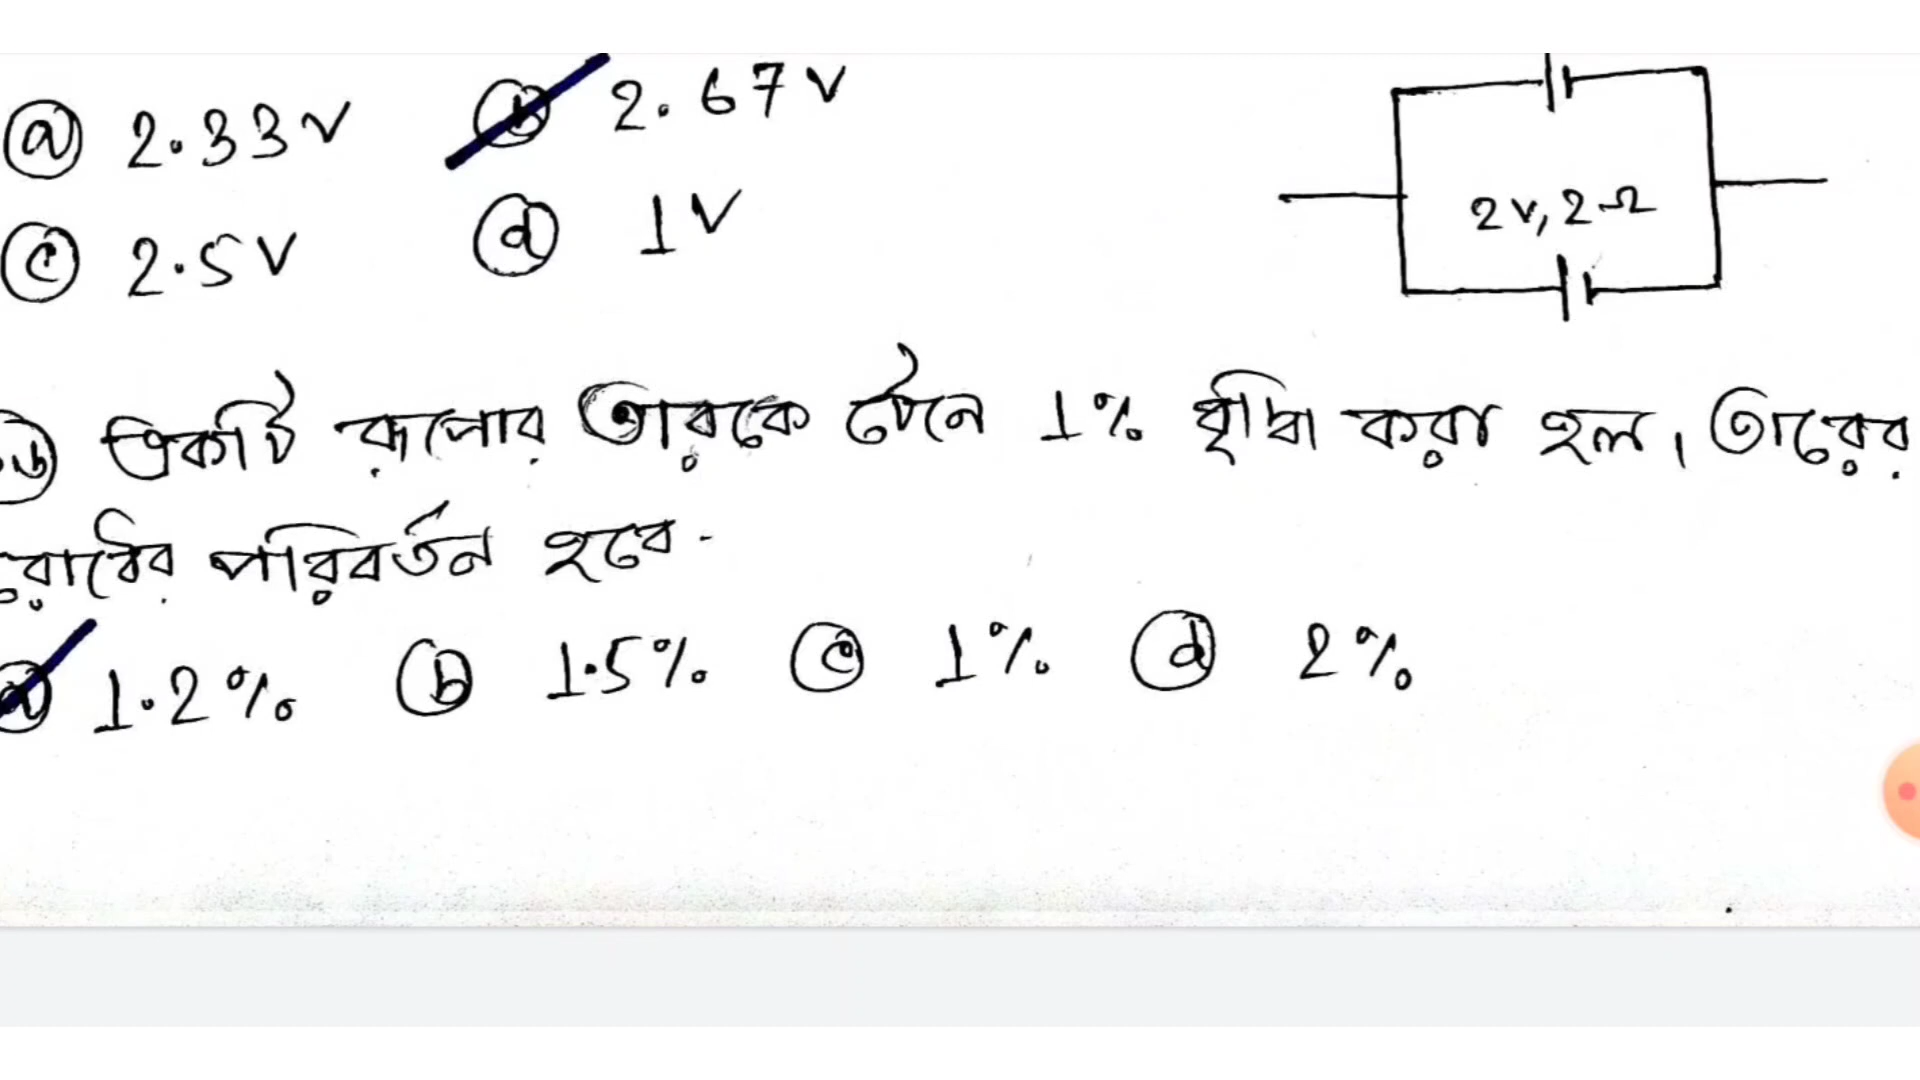 ⓐ 2.33V ⓑ 2.67V
2V, 2Ω
ⓒ 2.5V ⓓ 1V
একটি রূপোর তারকে টেনে 1% বৃদ্ধি করা হল। তারের
রোধের পরিবর্তন হবে -
ⓐ 1.2% ⓑ 1.5% ⓒ 1% ⓓ 2%